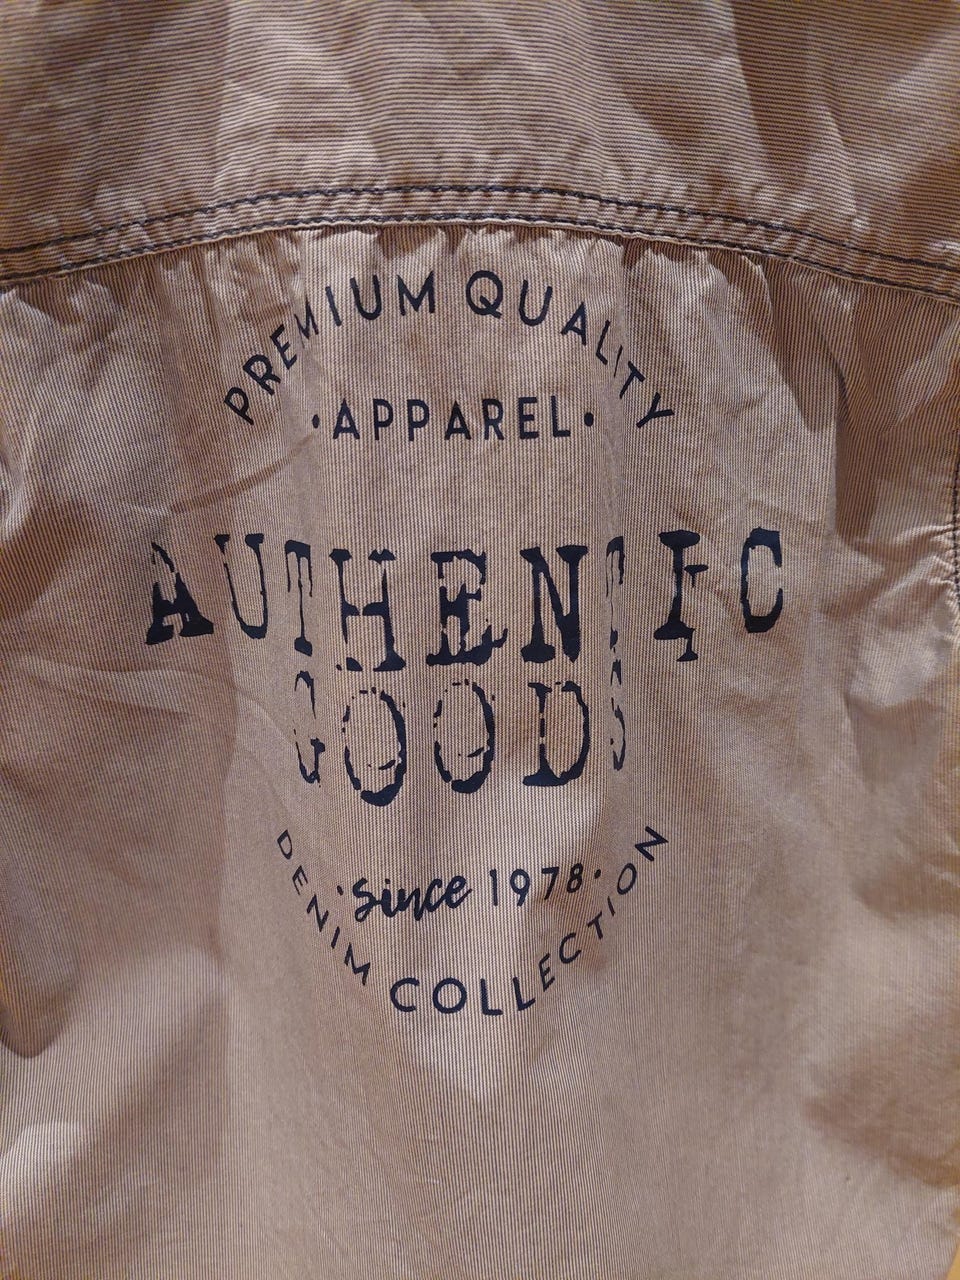 PREMIUM QUALITY
•APPAREL•
AUTHENTIC
GOODS
•Since 1978•
DENIM COLLECTION